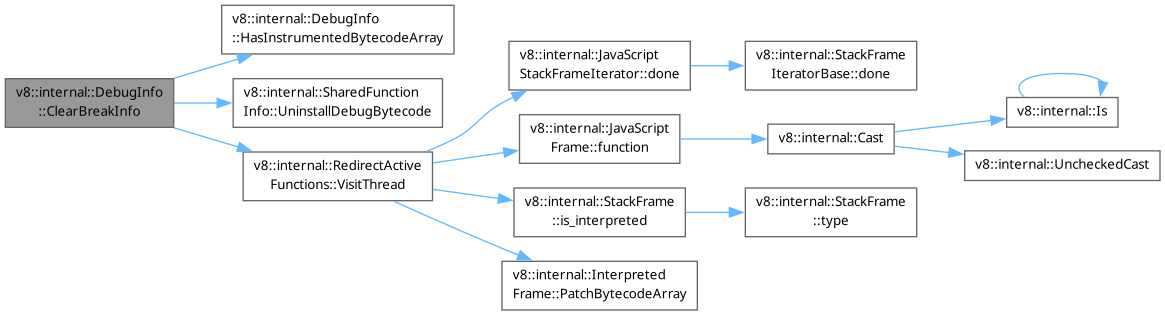 v8::internal::DebugInfo
::ClearBreakInfo
v8::internal::DebugInfo
::HasInstrumentedBytecodeArray
v8::internal::SharedFunction
Info::UninstallDebugBytecode
v8::internal::RedirectActive
Functions::VisitThread
v8::internal::JavaScript
StackFrameIterator::done
v8::internal::StackFrame
IteratorBase::done
v8::internal::JavaScript
Frame::function
v8::internal::Cast
v8::internal::Is
v8::internal::UncheckedCast
v8::internal::StackFrame
::is_interpreted
v8::internal::StackFrame
::type
v8::internal::Interpreted
Frame::PatchBytecodeArray